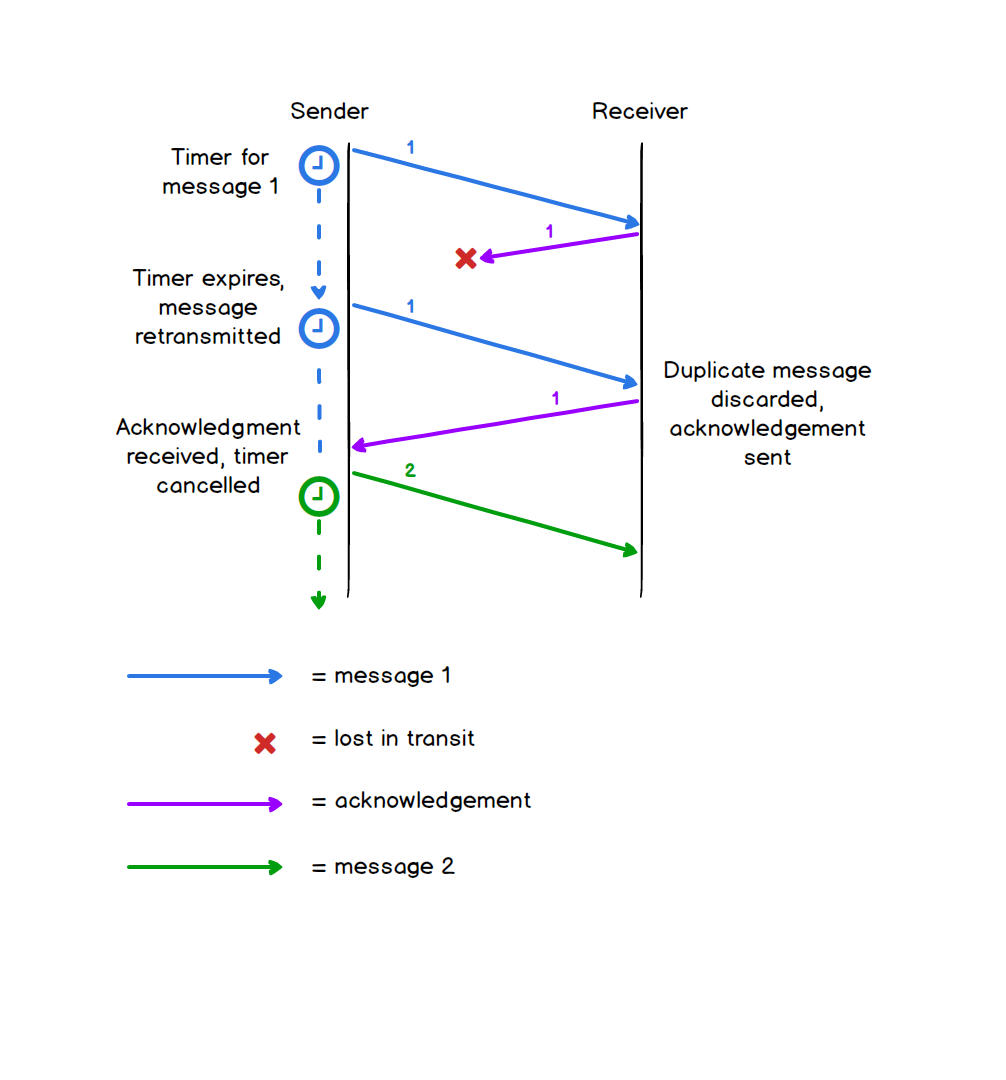 Sender
Receiver
Timer for
message 1
1
1
Timer expires,
message
retransmitted
1
Duplicate message
discarded,
acknowledgement
sent
1
Acknowledgment
received, timer
cancelled
2
= message 1
= lost in transit
= acknowledgement
= message 2